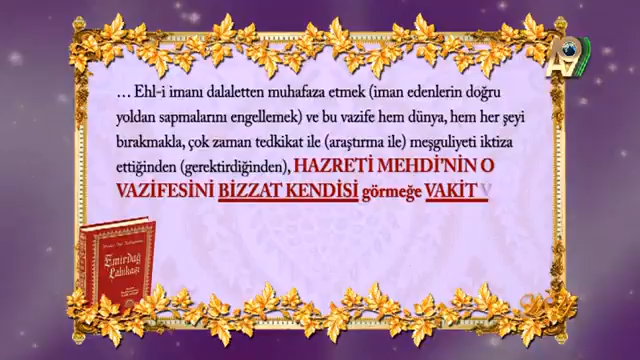 … Ehl-i imanı dalaletten muhafaza etmek (iman edenlerin doğru
yoldan sapmalarını engellemek) ve bu vazife hem dünya, hem her şeyi
bırakmakla, çok zaman tedkikat ile (araştırma ile) meşguliyeti iktiza
ettiğinden (gerektirdiğinden), HAZRETİ MEHDİ'NİN O
VAZİFESİNİ BİZZAT KENDİSİ görmeğe VAKİT V
Emirdağ
Lahikası
A9